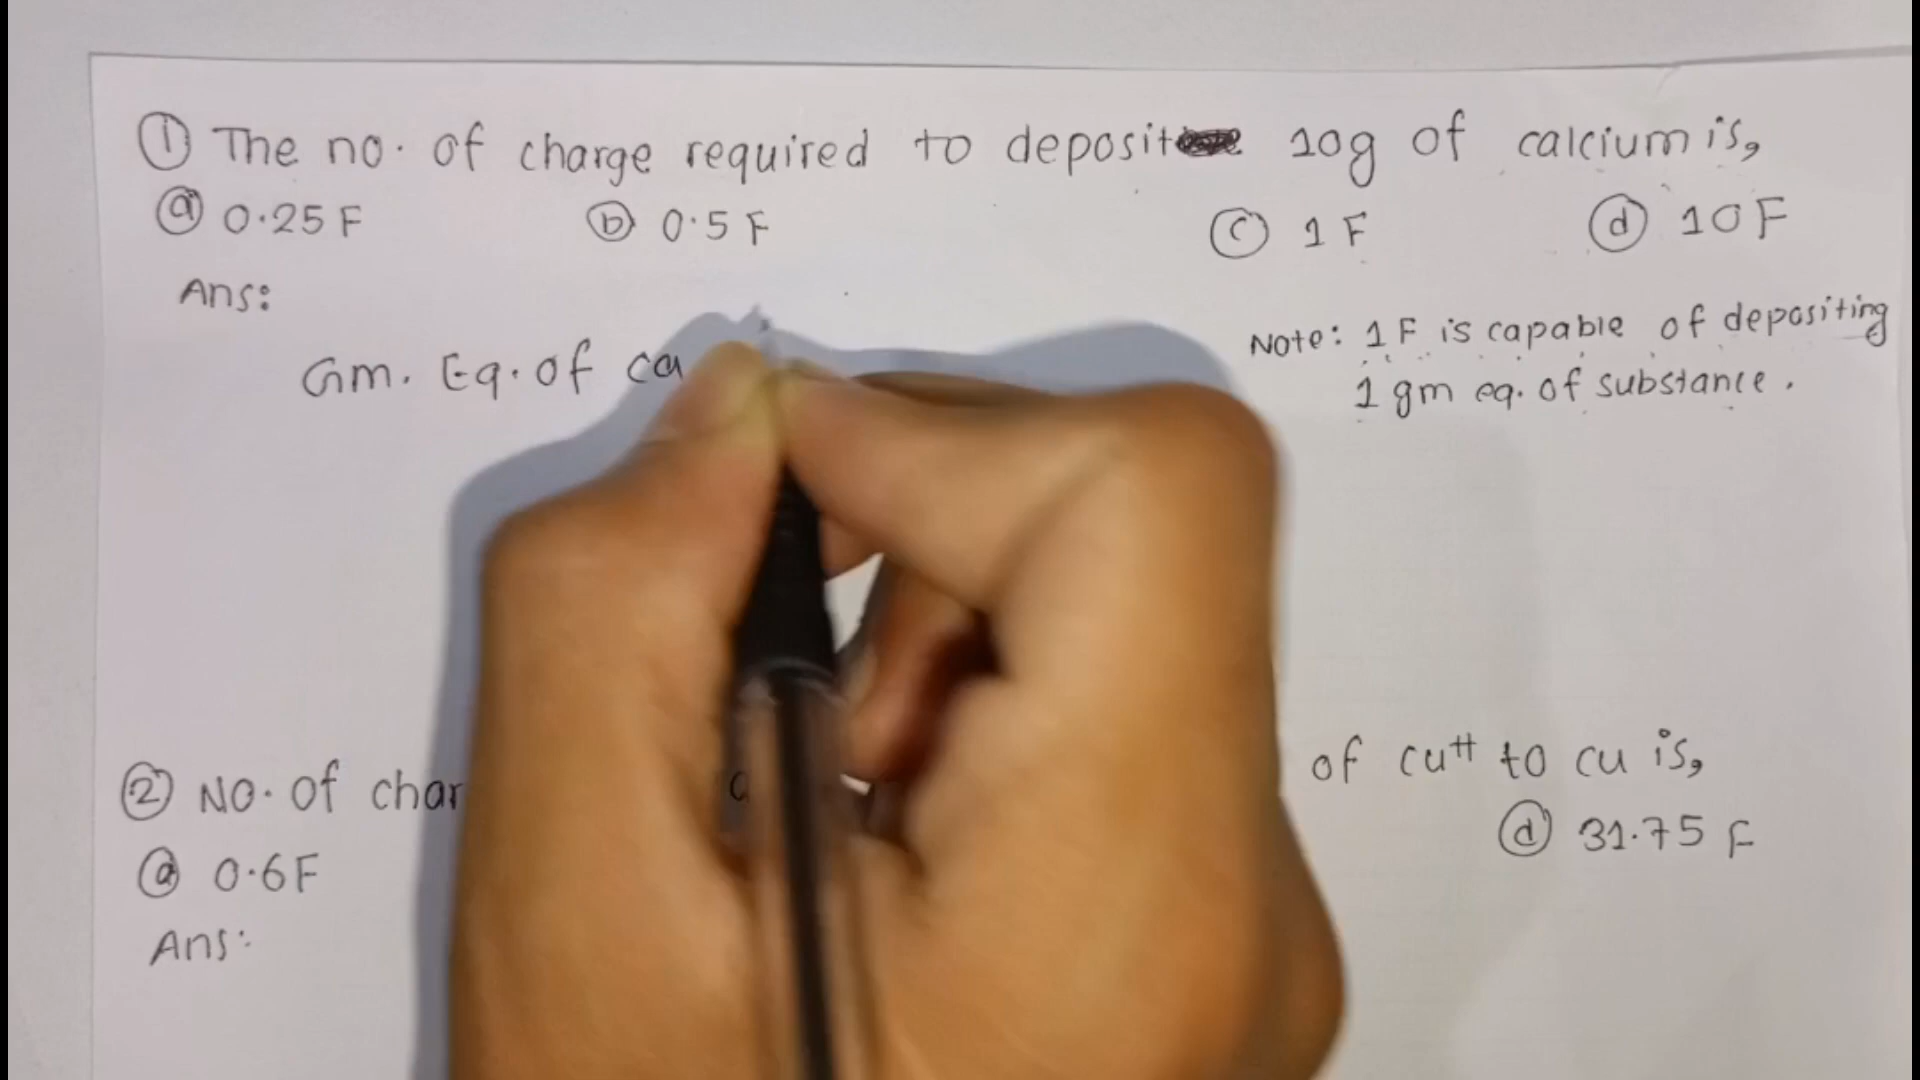 ① The no. of charge required to deposit 10g of calcium is,
ⓐ 0.25 F ⓑ 0.5 F ⓒ 1 F ⓓ 10 F
Ans:
Note: 1 F is capable of depositing
1 gm eq. of substance.
Gm. Eq. of ca
② No. of char of cu⁺⁺ to cu is,
ⓐ 0.6 F ⓓ 31.75 F
Ans: